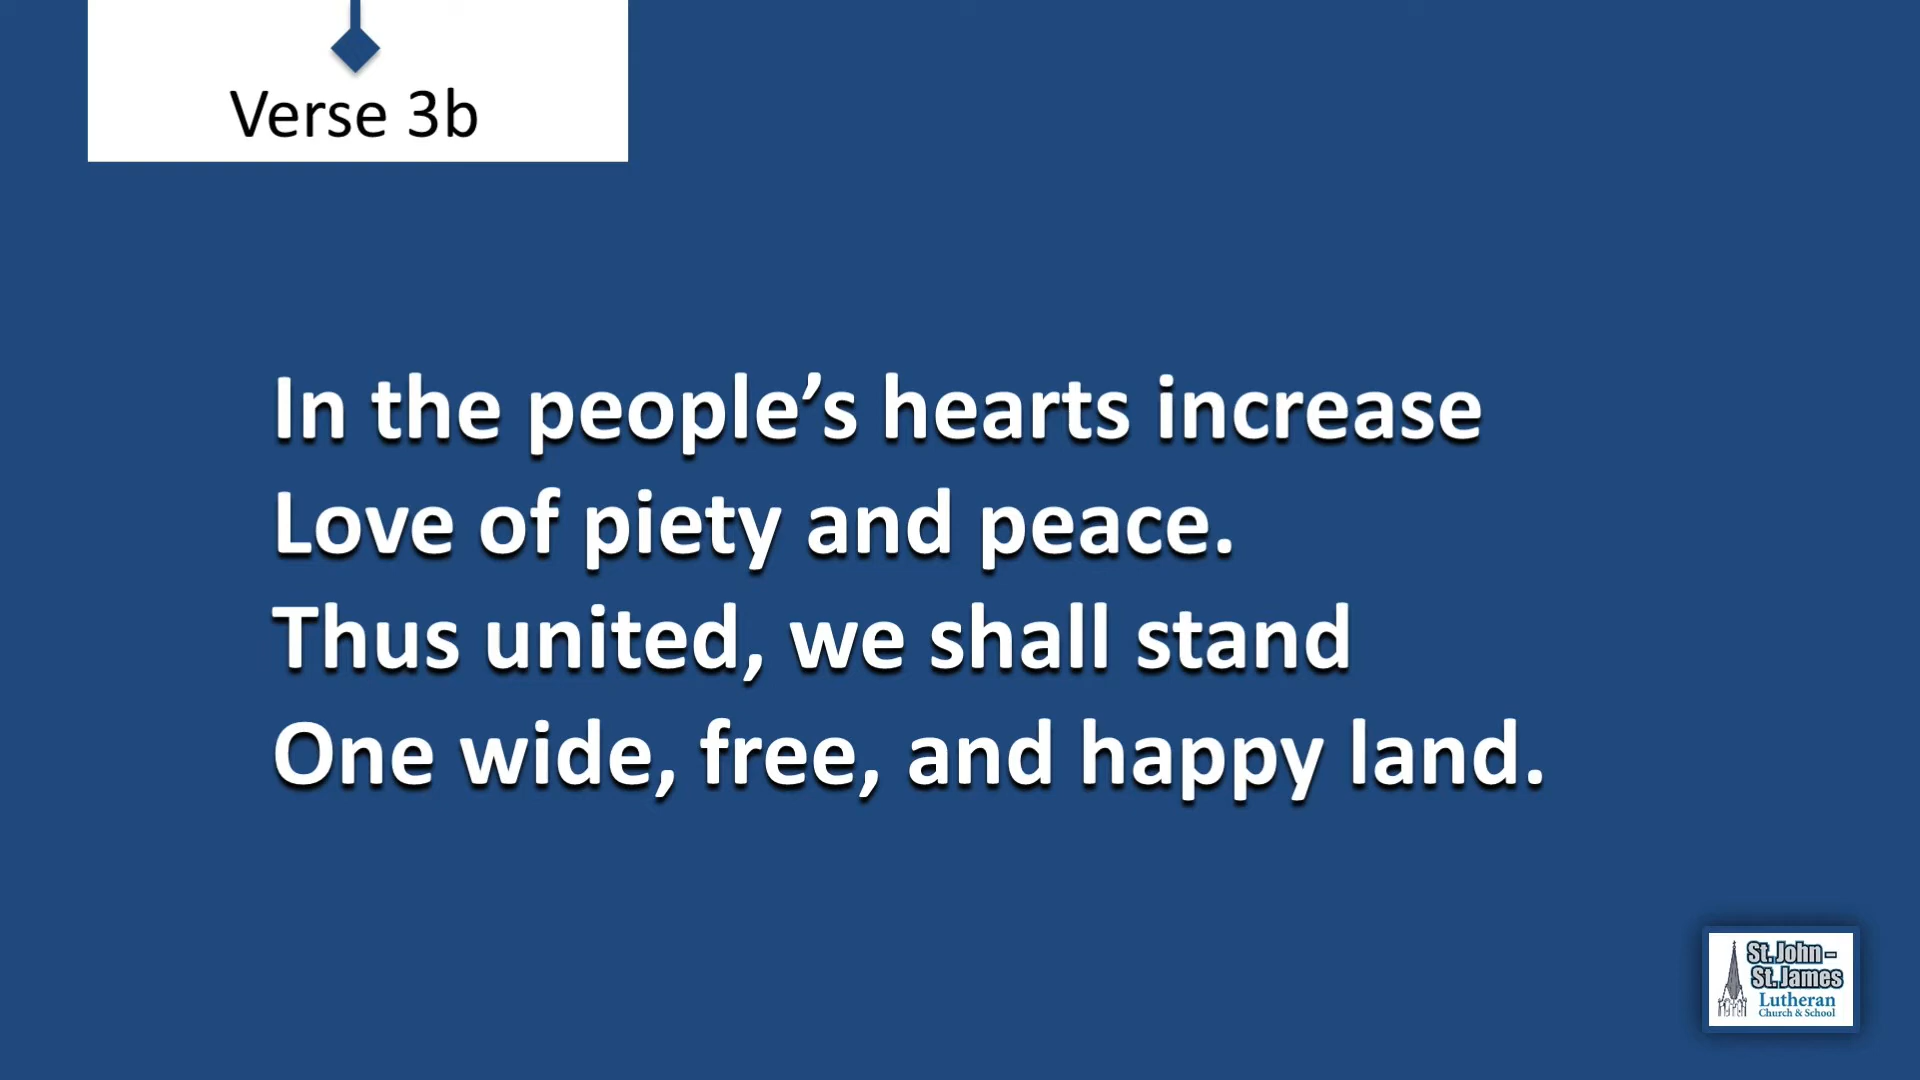 Verse 3b
In the people’s hearts increase
Love of piety and peace.
Thus united, we shall stand
One wide, free, and happy land.
St. John –
St. James
Lutheran
Church & School